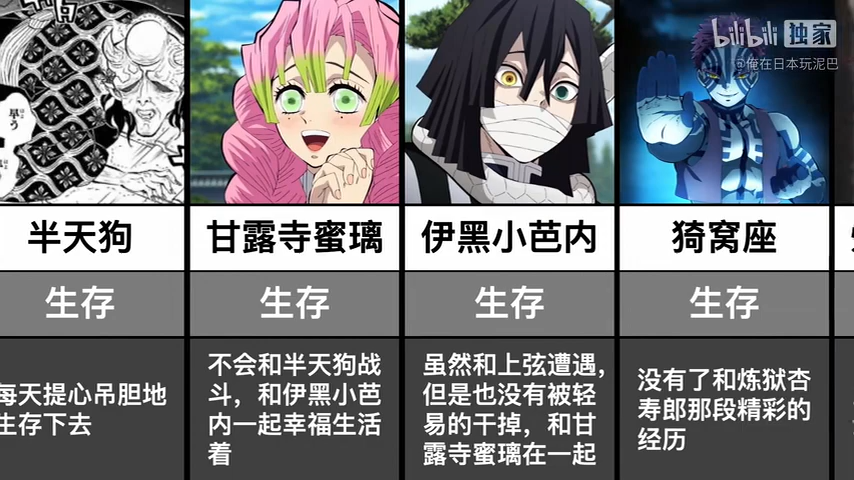 bilibili 独家
@俺在日本玩泥巴
早う
半天狗
甘露寺蜜璃
伊黑小芭内
猗窝座
生存
生存
生存
生存
每天提心吊胆地
生存下去
不会和半天狗战
斗，和伊黑小芭
内一起幸福生活
着
虽然和上弦遭遇，
但是也没有被轻
易的干掉，和甘
露寺蜜璃在一起
没有了和炼狱杏
寿郎那段精彩的
经历